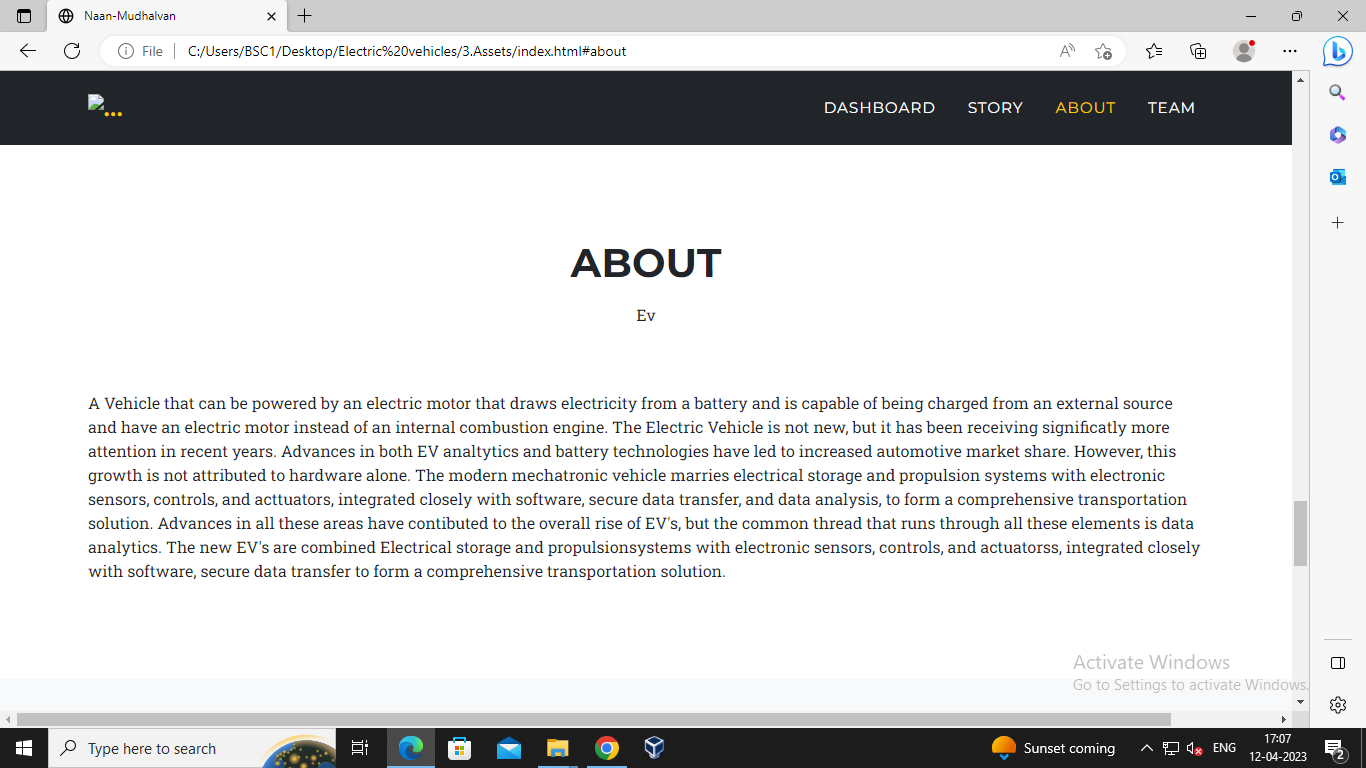 Naan-Mudhalvan
File
C:/Users/BSC1/Desktop/Electric%20vehicles/3.Assets/index.html#about
...
DASHBOARD STORY ABOUT TEAM
ABOUT
Ev
A Vehicle that can be powered by an electric motor that draws electricity from a battery and is capable of being charged from an external source
and have an electric motor instead of an internal combustion engine. The Electric Vehicle is not new, but it has been receiving significatly more
attention in recent years. Advances in both EV analtytics and battery technologies have led to increased automotive market share. However, this
growth is not attributed to hardware alone. The modern mechatronic vehicle marries electrical storage and propulsion systems with electronic
sensors, controls, and acttuators, integrated closely with software, secure data transfer, and data analysis, to form a comprehensive transportation
solution. Advances in all these areas have contibuted to the overall rise of EV's, but the common thread that runs through all these elements is data
analytics. The new EV's are combined Electrical storage and propulsionsystems with electronic sensors, controls, and actuatorss, integrated closely
with software, secure data transfer to form a comprehensive transportation solution.
Activate Windows
Go to Settings to activate Windows.
Type here to search
Sunset coming
ENG
17:07
12-04-2023
2